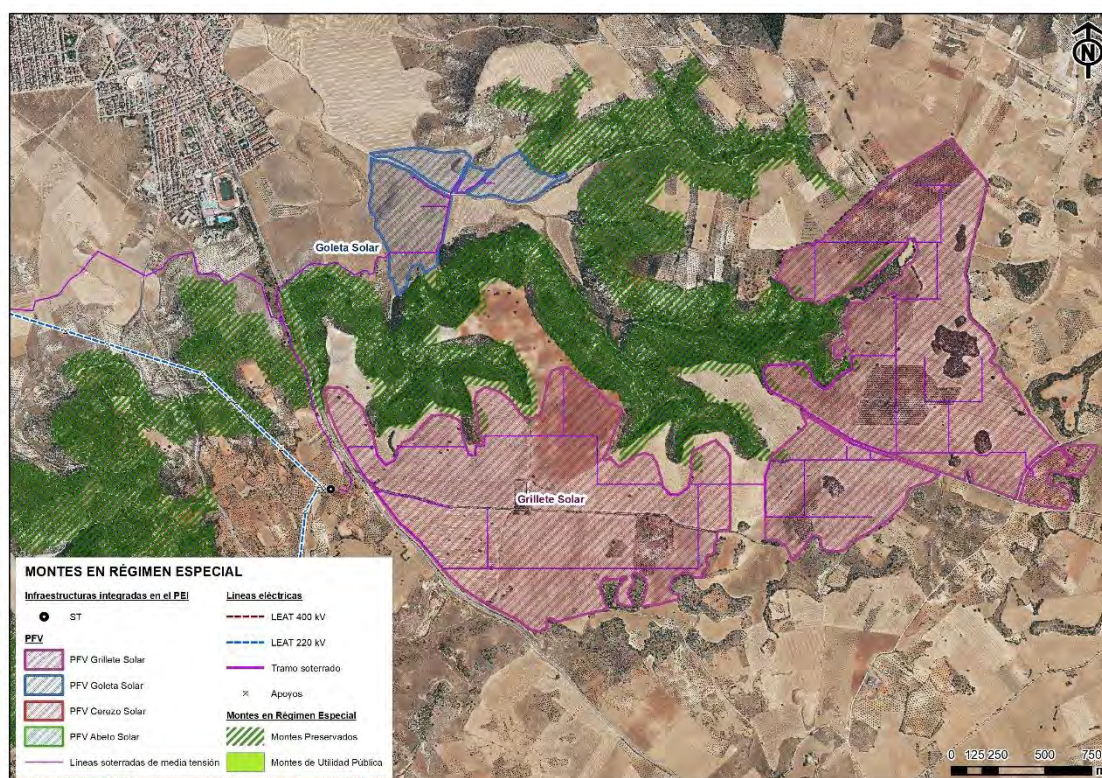 N
Goleta Solar
Grillete Solar
MONTES EN RÉGIMEN ESPECIAL
Infraestructuras integradas en el PEI
ST
PFV
PFV Grillete Solar
PFV Goleta Solar
PFV Cerezo Solar
PFV Abeto Solar
Lineas soterradas de media tensión
Lineas eléctricas
LEAT 400 kV
LEAT 220 kV
Tramo soterrado
Apoyos
Montes en Régimen Especial
Montes Preservados
Montes de Utilidad Pública
0 125 250 500 750
m